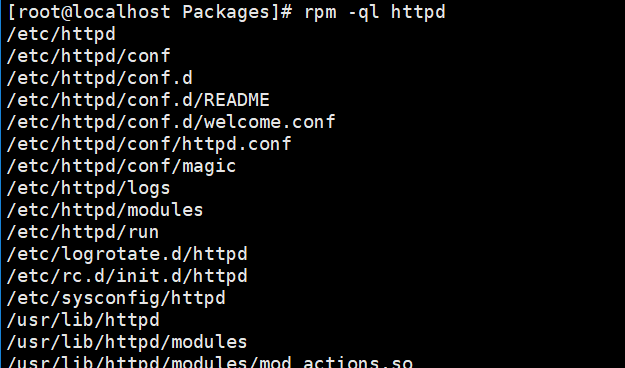 [root@localhost Packages]# rpm -ql httpd
/etc/httpd
/etc/httpd/conf
/etc/httpd/conf.d
/etc/httpd/conf.d/README
/etc/httpd/conf.d/welcome.conf
/etc/httpd/conf/httpd.conf
/etc/httpd/conf/magic
/etc/httpd/logs
/etc/httpd/modules
/etc/httpd/run
/etc/logrotate.d/httpd
/etc/rc.d/init.d/httpd
/etc/sysconfig/httpd
/usr/lib/httpd
/usr/lib/httpd/modules
/usr/lib/httpd/modules/mod_actions.so